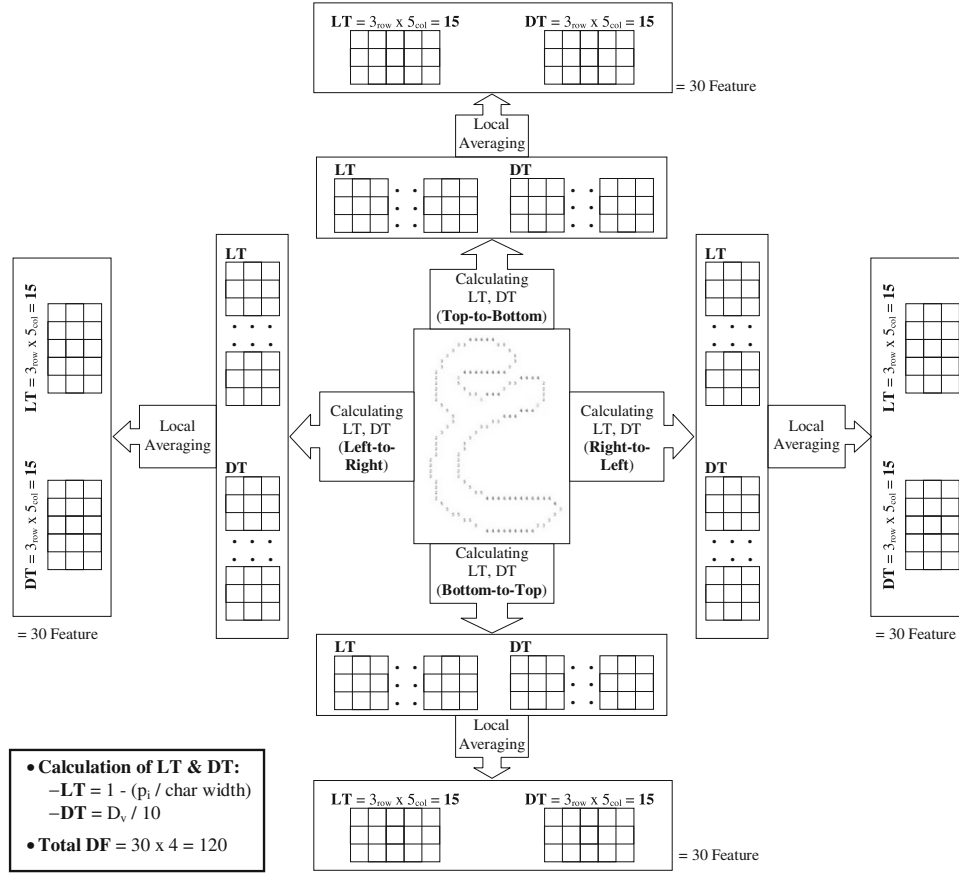 LT = 3row x 5col = 15
DT = 3row x 5col = 15
= 30 Feature
Local
Averaging
LT
DT
Calculating
LT, DT
(Top-to-Bottom)
LT = 3row x 5col = 15
DT = 3row x 5col = 15
= 30 Feature
Local
Averaging
LT
DT
Calculating
LT, DT
(Left-to-
Right)
Calculating
LT, DT
(Right-to-
Left)
LT
DT
Local
Averaging
LT = 3row x 5col = 15
DT = 3row x 5col = 15
= 30 Feature
Calculating
LT, DT
(Bottom-to-Top)
LT
DT
Local
Averaging
LT = 3row x 5col = 15
DT = 3row x 5col = 15
= 30 Feature
• Calculation of LT & DT:
–LT = 1 - (pi / char width)
–DT = Dv / 10
• Total DF = 30 x 4 = 120